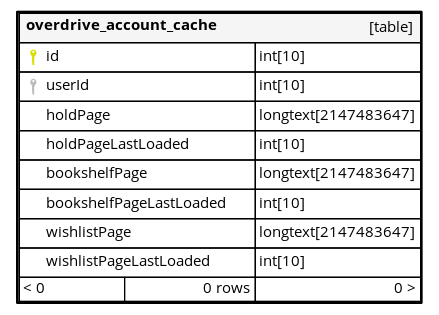 overdrive_account_cache [table]
id int[10]
userId int[10]
holdPage longtext[2147483647]
holdPageLastLoaded int[10]
bookshelfPage longtext[2147483647]
bookshelfPageLastLoaded int[10]
wishlistPage longtext[2147483647]
wishlistPageLastLoaded int[10]
< 0 0 rows 0 >